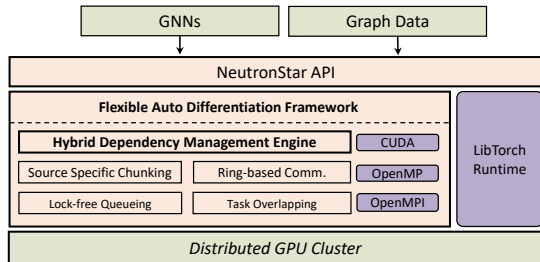 GNNs
Graph Data
NeutronStar API
Flexible Auto Differentiation Framework
Hybrid Dependency Management Engine
CUDA
Source Specific Chunking
Ring-based Comm.
OpenMP
Lock-free Queueing
Task Overlapping
OpenMPI
LibTorch
Runtime
Distributed GPU Cluster